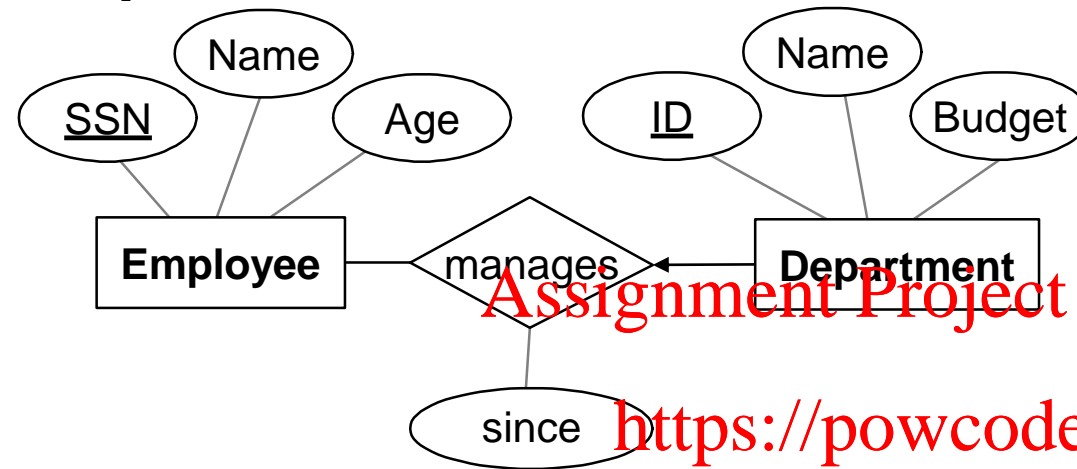 Name
Name
SSN
Age
ID
Budget
Employee
manages
Department
Assignment Project
since
https://powcode